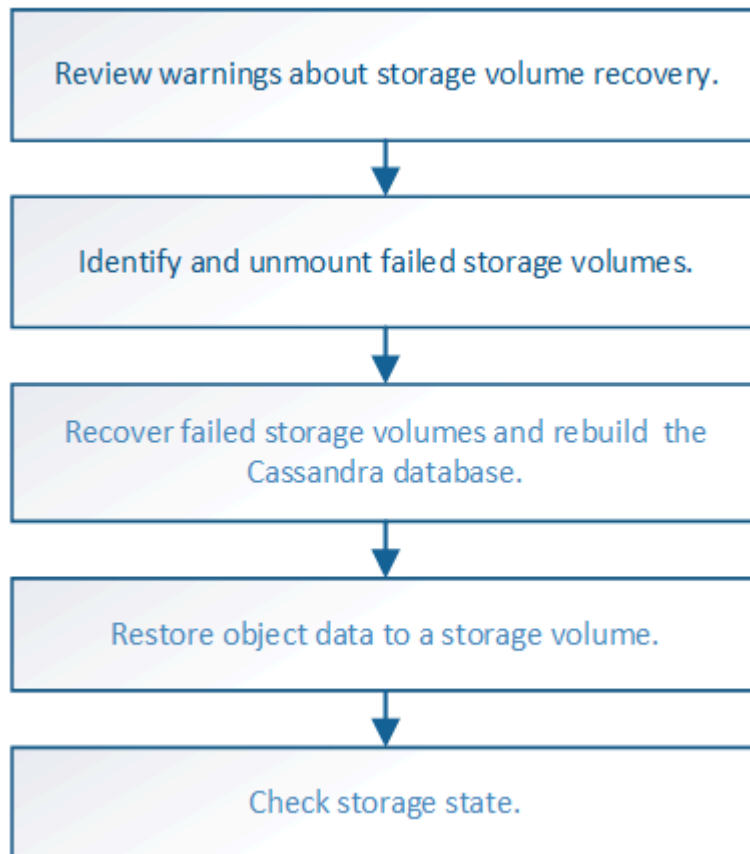 Review warnings about storage volume recovery.
Identify and unmount failed storage volumes.
Recover failed storage volumes and rebuild the
Cassandra database.
Restore object data to a storage volume.
Check storage state.